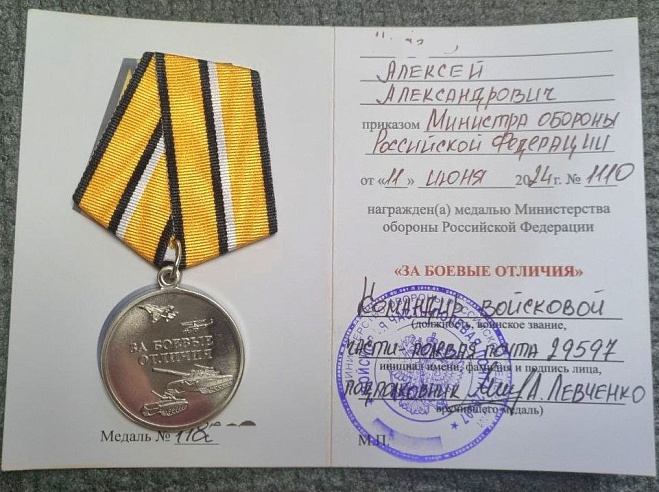 ЗА БОЕВЫЕ
ОТЛИЧИЯ
Медаль №
АЛЕКСЕЙ
АЛЕКСАНДРОВИЧ
приказом Министра обороны
Российской Федерации
от «11» июня 2024г. № 1110
награжден(а) медалью Министерства
обороны Российской Федерации
«ЗА БОЕВЫЕ ОТЛИЧИЯ»
Командир войсковой
(должность, воинское звание,
части полевая почта 29597
инициал имени, фамилия и подпись лица,
подполковник А. Левченко
вручившего медаль)
М.П.